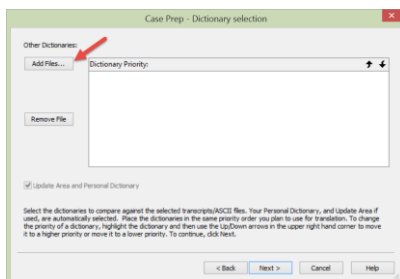 Case Prep - Dictionary selection
Other Dictionaries:
Add Files...
Dictionary Priority:
Remove File
Update Area and Personal Dictionary
Select the dictionaries to compare against the selected transcripts/ASCII files. Your Personal Dictionary, and Update Area if
used, are automatically selected. Place the dictionaries in the same priority order you plan to use for translation. To change
the priority of a dictionary, highlight the dictionary and then use the Up/Down arrows in the upper right hand corner to move
it to a higher priority or move it to a lower priority. To continue, click Next.
< Back
Next >
Cancel
Help